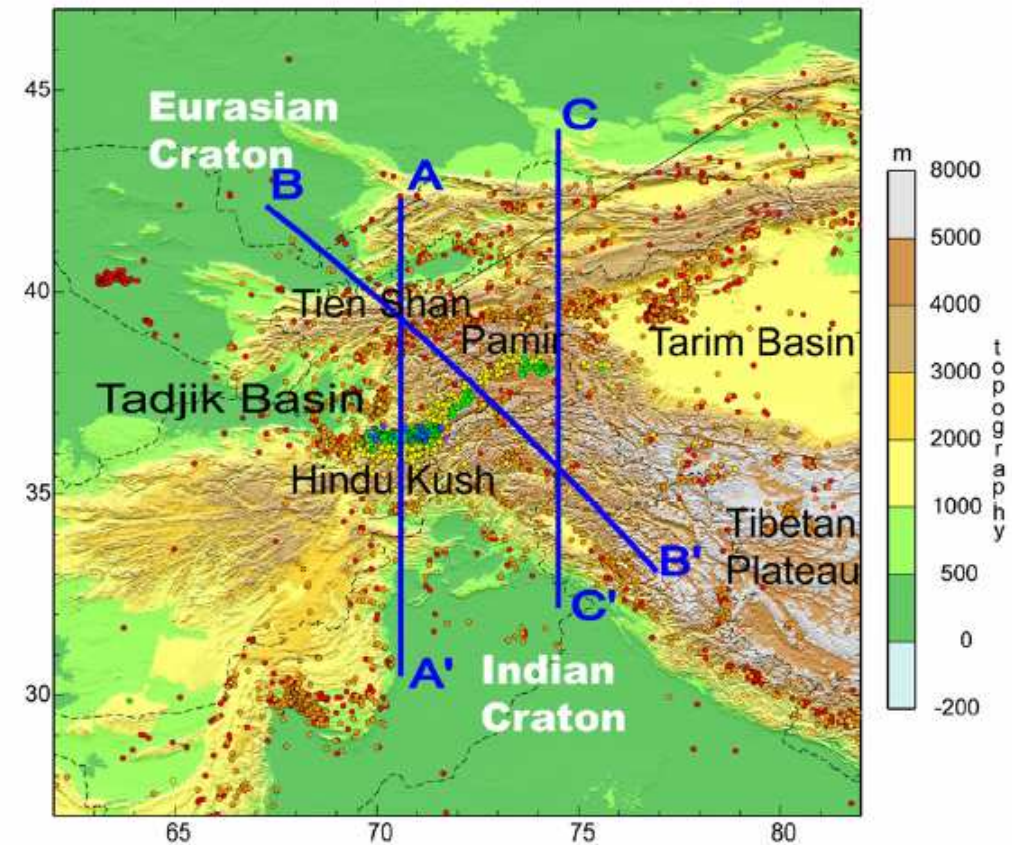 45
40
35
30
65
70
75
80
Eurasian
Craton
B
A
C
Tien Shan
Pamir
Tarim Basin
Tadjik Basin
Hindu Kush
Tibetan
Plateau
B'
C'
A'
Indian
Craton
m
8000
5000
4000
3000
2000
1000
500
0
-200
topography